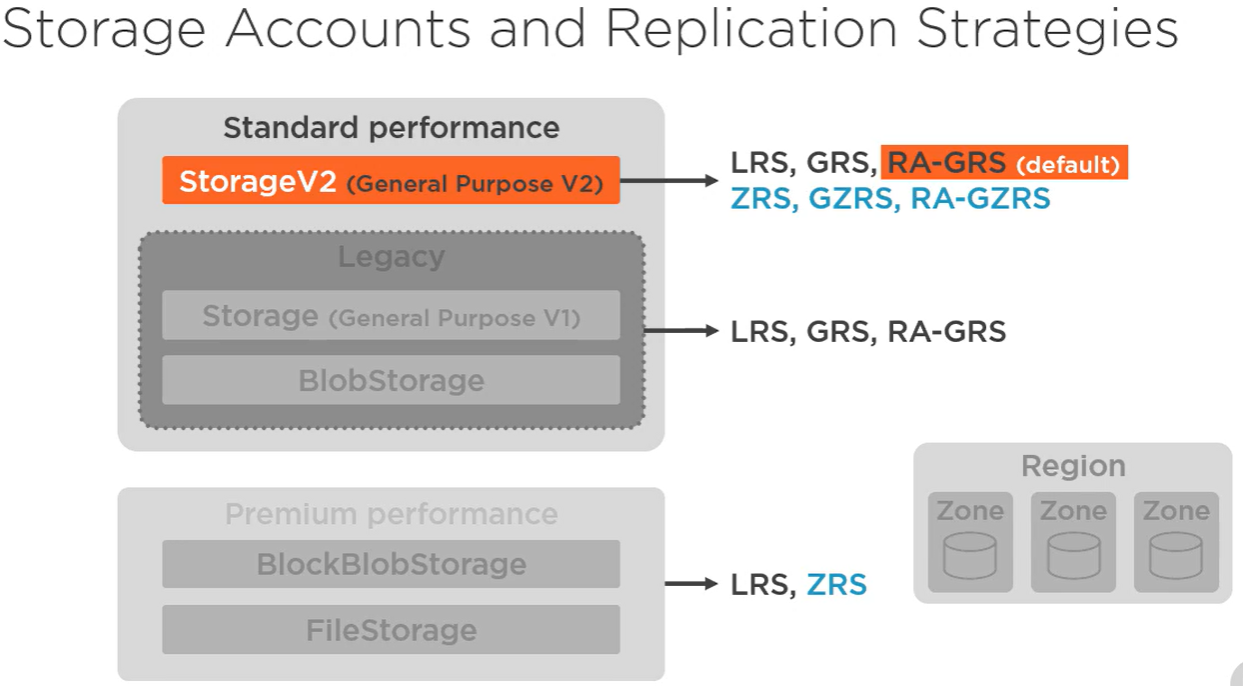 Storage Accounts and Replication Strategies
Standard performance
StorageV2 (General Purpose V2)
LRS, GRS, RA-GRS (default)
ZRS, GZRS, RA-GZRS
Legacy
Storage (General Purpose V1)
BlobStorage
LRS, GRS, RA-GRS
Premium performance
BlockBlobStorage
FileStorage
LRS, ZRS
Region
Zone Zone Zone